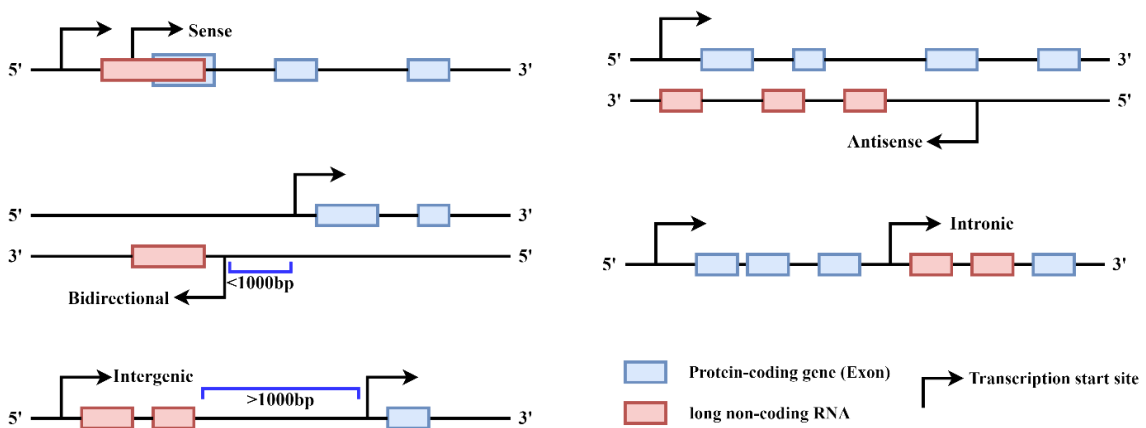 Sense
5'
3'
5'
3'
3'
5'
Antisense
5'
3'
3'
5'
<1000bp
Bidirectional
Intronic
5'
3'
Intergenic
>1000bp
5'
3'
Protein-coding gene (Exon)
long non-coding RNA
Transcription start site